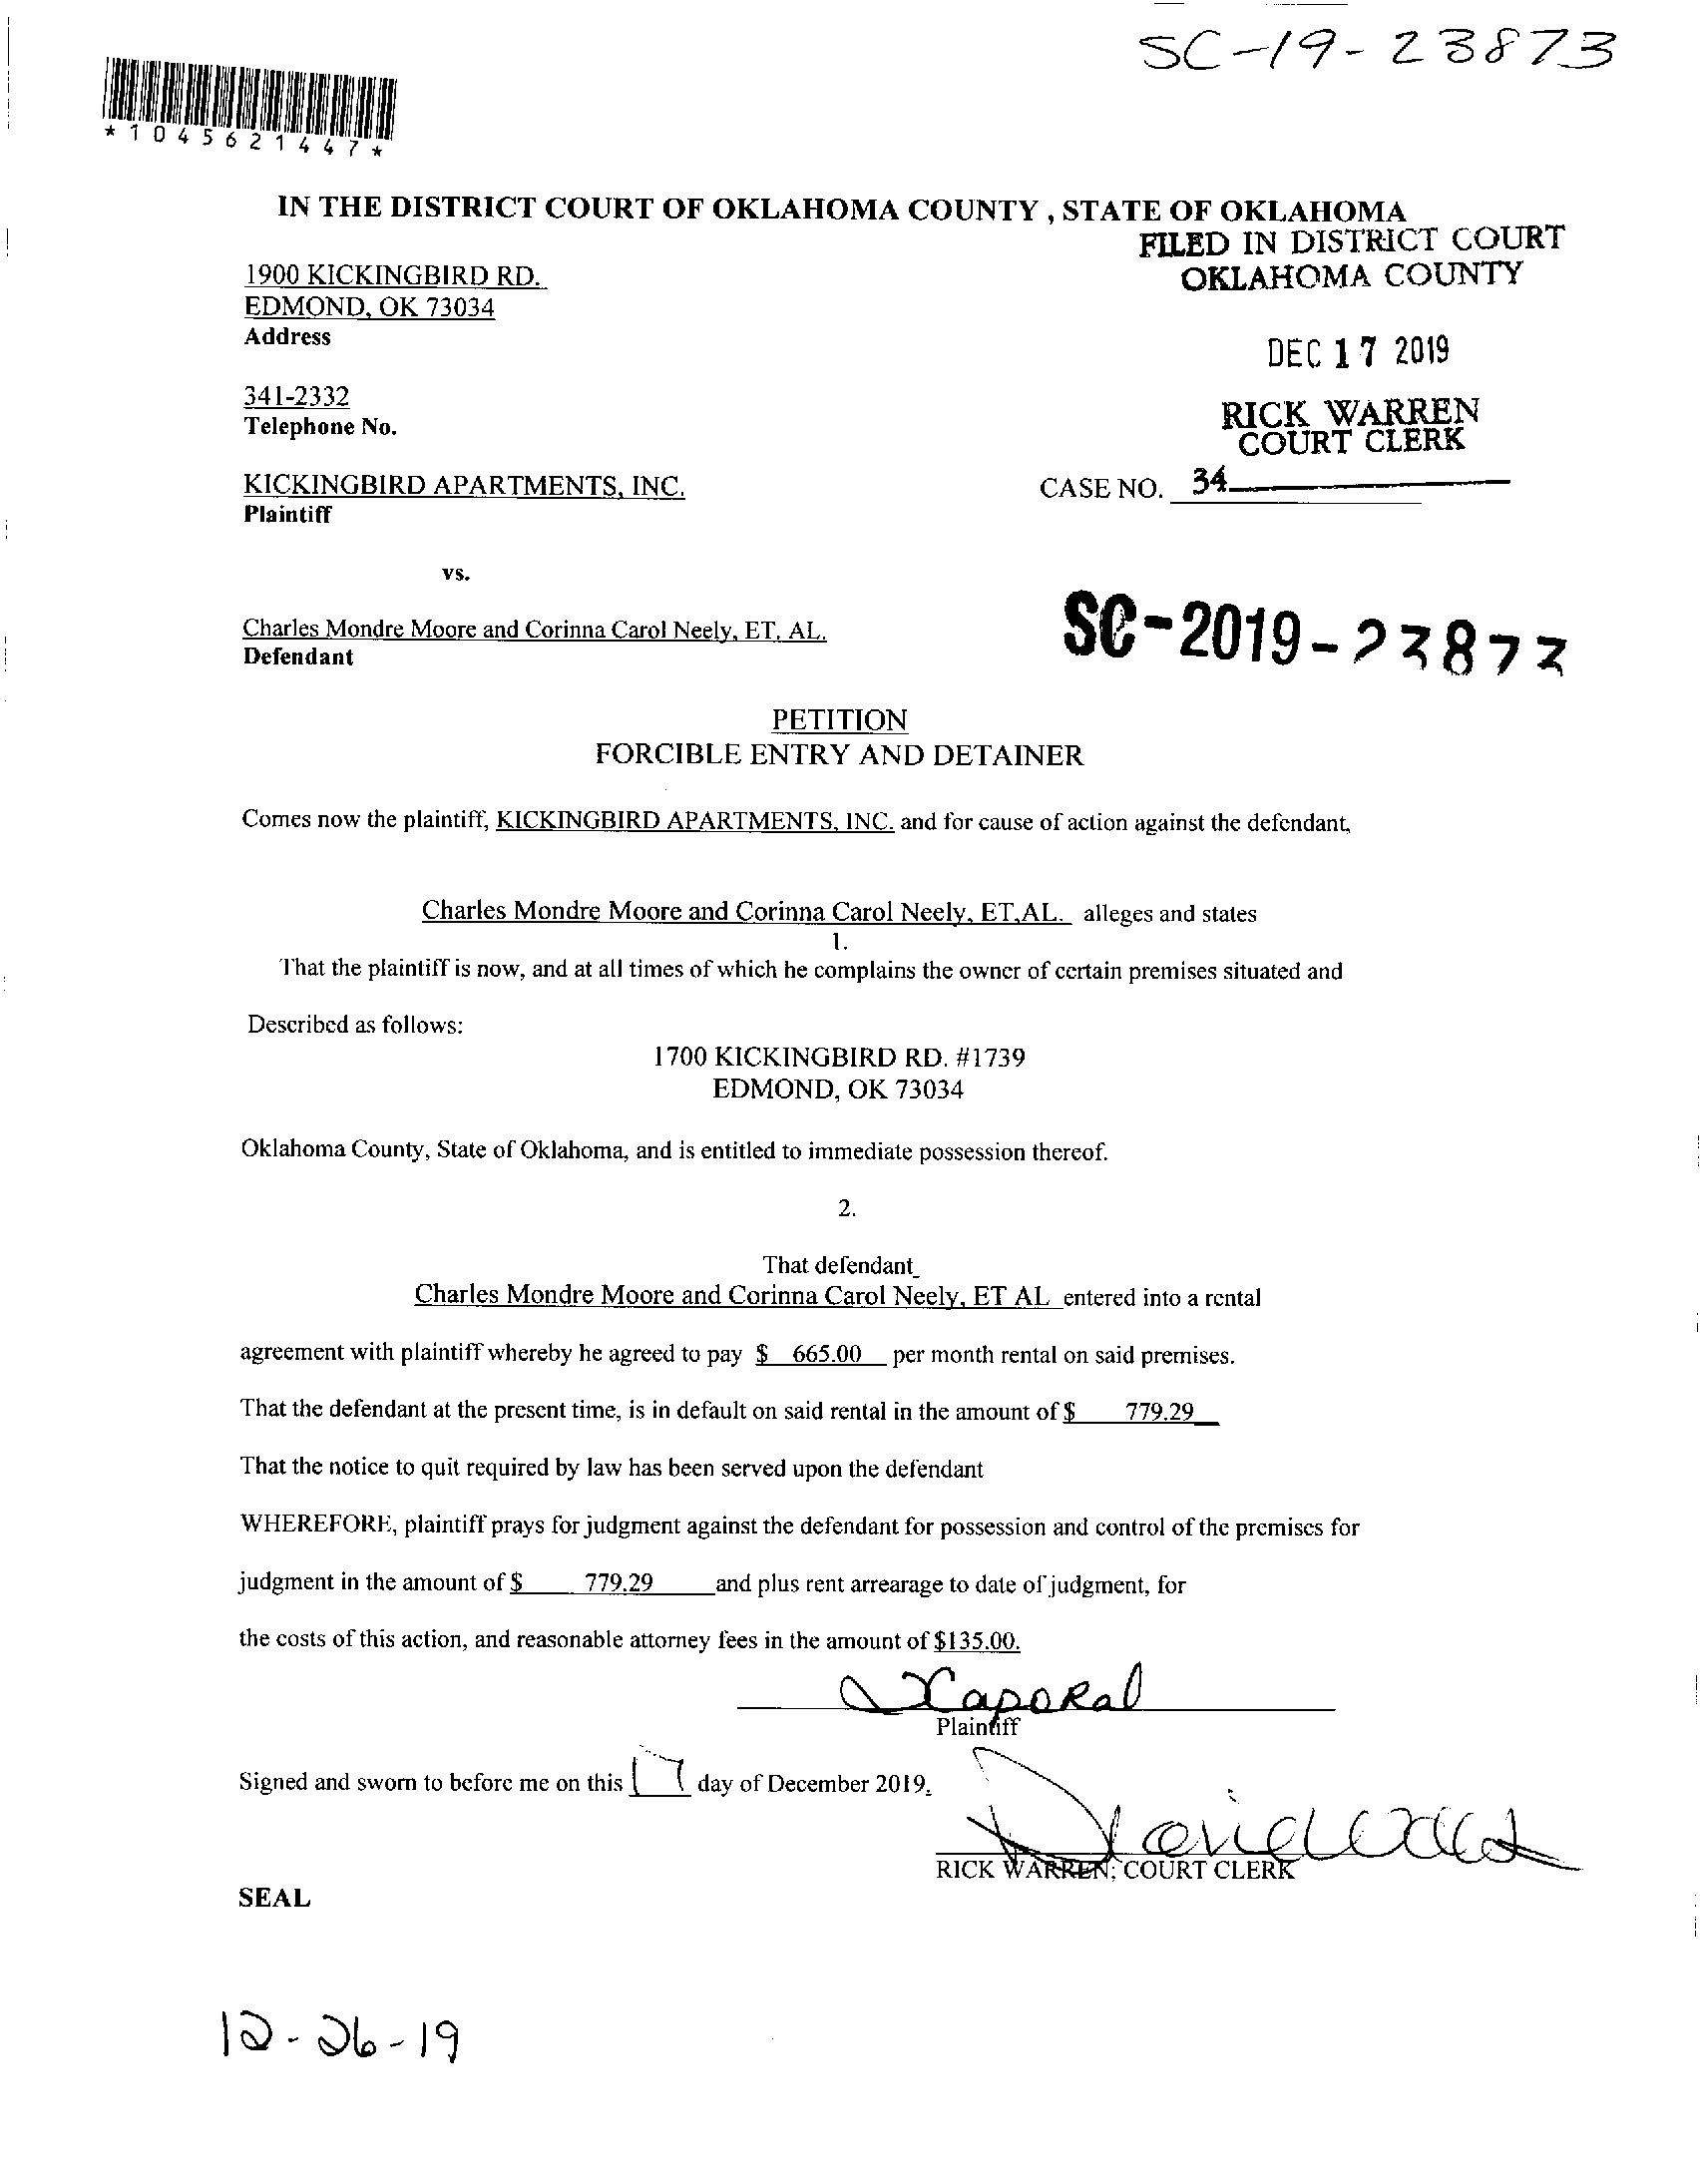 SC-19-23873
*1045621447*
IN THE DISTRICT COURT OF OKLAHOMA COUNTY , STATE OF OKLAHOMA
FILED IN DISTRICT COURT
OKLAHOMA COUNTY
1900 KICKINGBIRD RD.
EDMOND, OK 73034
Address
DEC 17 2019
341-2332
Telephone No.
RICK WARREN
COURT CLERK
KICKINGBIRD APARTMENTS, INC.
Plaintiff
CASE NO. 34
vs.
Charles Mondre Moore and Corinna Carol Neely, ET. AL.
Defendant
SC-2019-23873
PETITION
FORCIBLE ENTRY AND DETAINER
Comes now the plaintiff, KICKINGBIRD APARTMENTS, INC. and for cause of action against the defendant,
Charles Mondre Moore and Corinna Carol Neely, ET,AL. alleges and states
1.
That the plaintiff is now, and at all times of which he complains the owner of certain premises situated and
Described as follows:
1700 KICKINGBIRD RD. #1739
EDMOND, OK 73034
Oklahoma County, State of Oklahoma, and is entitled to immediate possession thereof.
2.
That defendant
Charles Mondre Moore and Corinna Carol Neely, ET AL entered into a rental
agreement with plaintiff whereby he agreed to pay $ 665.00 per month rental on said premises.
That the defendant at the present time, is in default on said rental in the amount of $ 779.29
That the notice to quit required by law has been served upon the defendant
WHEREFORE, plaintiff prays for judgment against the defendant for possession and control of the premises for
judgment in the amount of $ 779.29 and plus rent arrearage to date of judgment, for
the costs of this action, and reasonable attorney fees in the amount of $135.00.
Caporal
Plaintiff
Signed and sworn to before me on this 17 day of December 2019.
RICK WARREN; COURT CLERK
SEAL
12-26-19